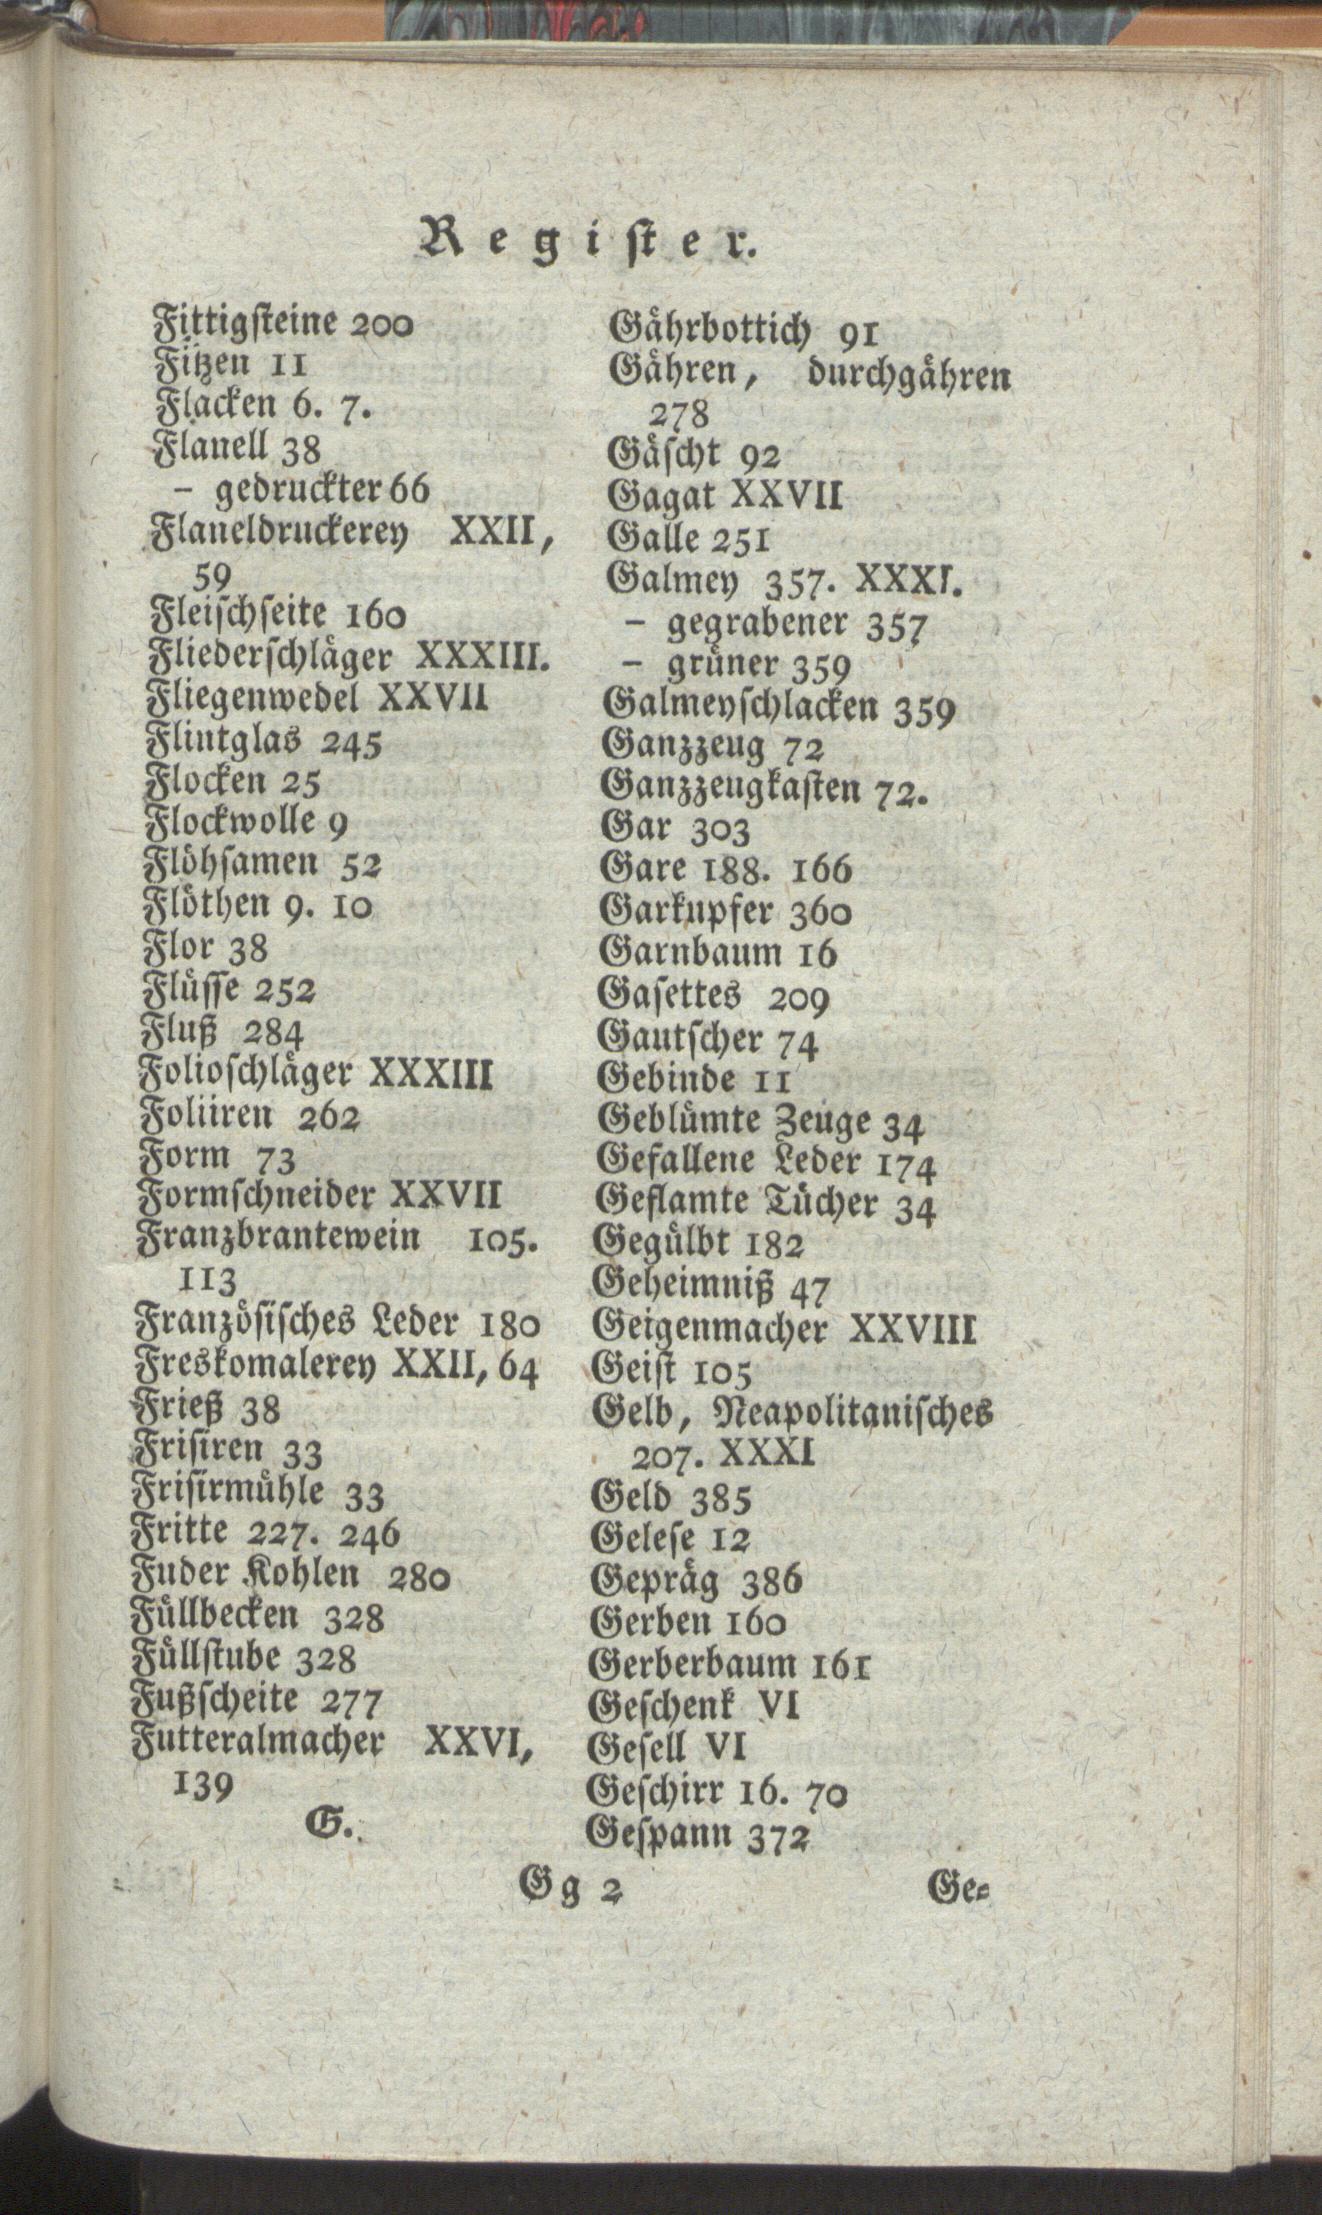 Register.
Fittigſteine 200
Fitzen 11
Flacken 6. 7.
Flanell 38
– gedruckter 66
Flaneldruckerey XXII,
59
Fleiſchſeite 160
Fliederſchläger XXXIII.
Fliegenwedel XXVII
Flintglas 245
Flocken 25
Flockwolle 9
Flöhſamen 52
Flöthen 9. 10
Flor 38
Flüſſe 252
Fluß 284
Folioſchläger XXXIII
Foliiren 262
Form 73
Formſchneider XXVII
Franzbrantewein 105.
113
Franzöſiſches Leder 180
Freskomalerey XXII, 64
Frieß 38
Friſiren 33
Friſirmühle 33
Fritte 227. 246
Fuder Kohlen 280
Füllbecken 328
Füllſtube 328
Fußſcheite 277
Futteralmacher XXVI,
139
G.
Gährbottich 91
Gähren, durchgähren
278
Gäſcht 92
Gagat XXVII
Galle 251
Galmey 357. XXXI.
– gegrabener 357
– grüner 359
Galmeyſchlacken 359
Ganzzeug 72
Ganzzeugkaſten 72.
Gar 303
Gare 188. 166
Garkupfer 360
Garnbaum 16
Gaſettes 209
Gautſcher 74
Gebinde 11
Geblümte Zeuge 34
Gefallene Leder 174
Geflamte Tücher 34
Gegülbt 182
Geheimniß 47
Geigenmacher XXVIII
Geiſt 105
Gelb, Neapolitaniſches
207. XXXI
Geld 385
Geleſe 12
Gepräg 386
Gerben 160
Gerberbaum 161
Geſchenk VI
Geſell VI
Geſchirr 16. 70
Geſpann 372
Gg 2 Ge⸗